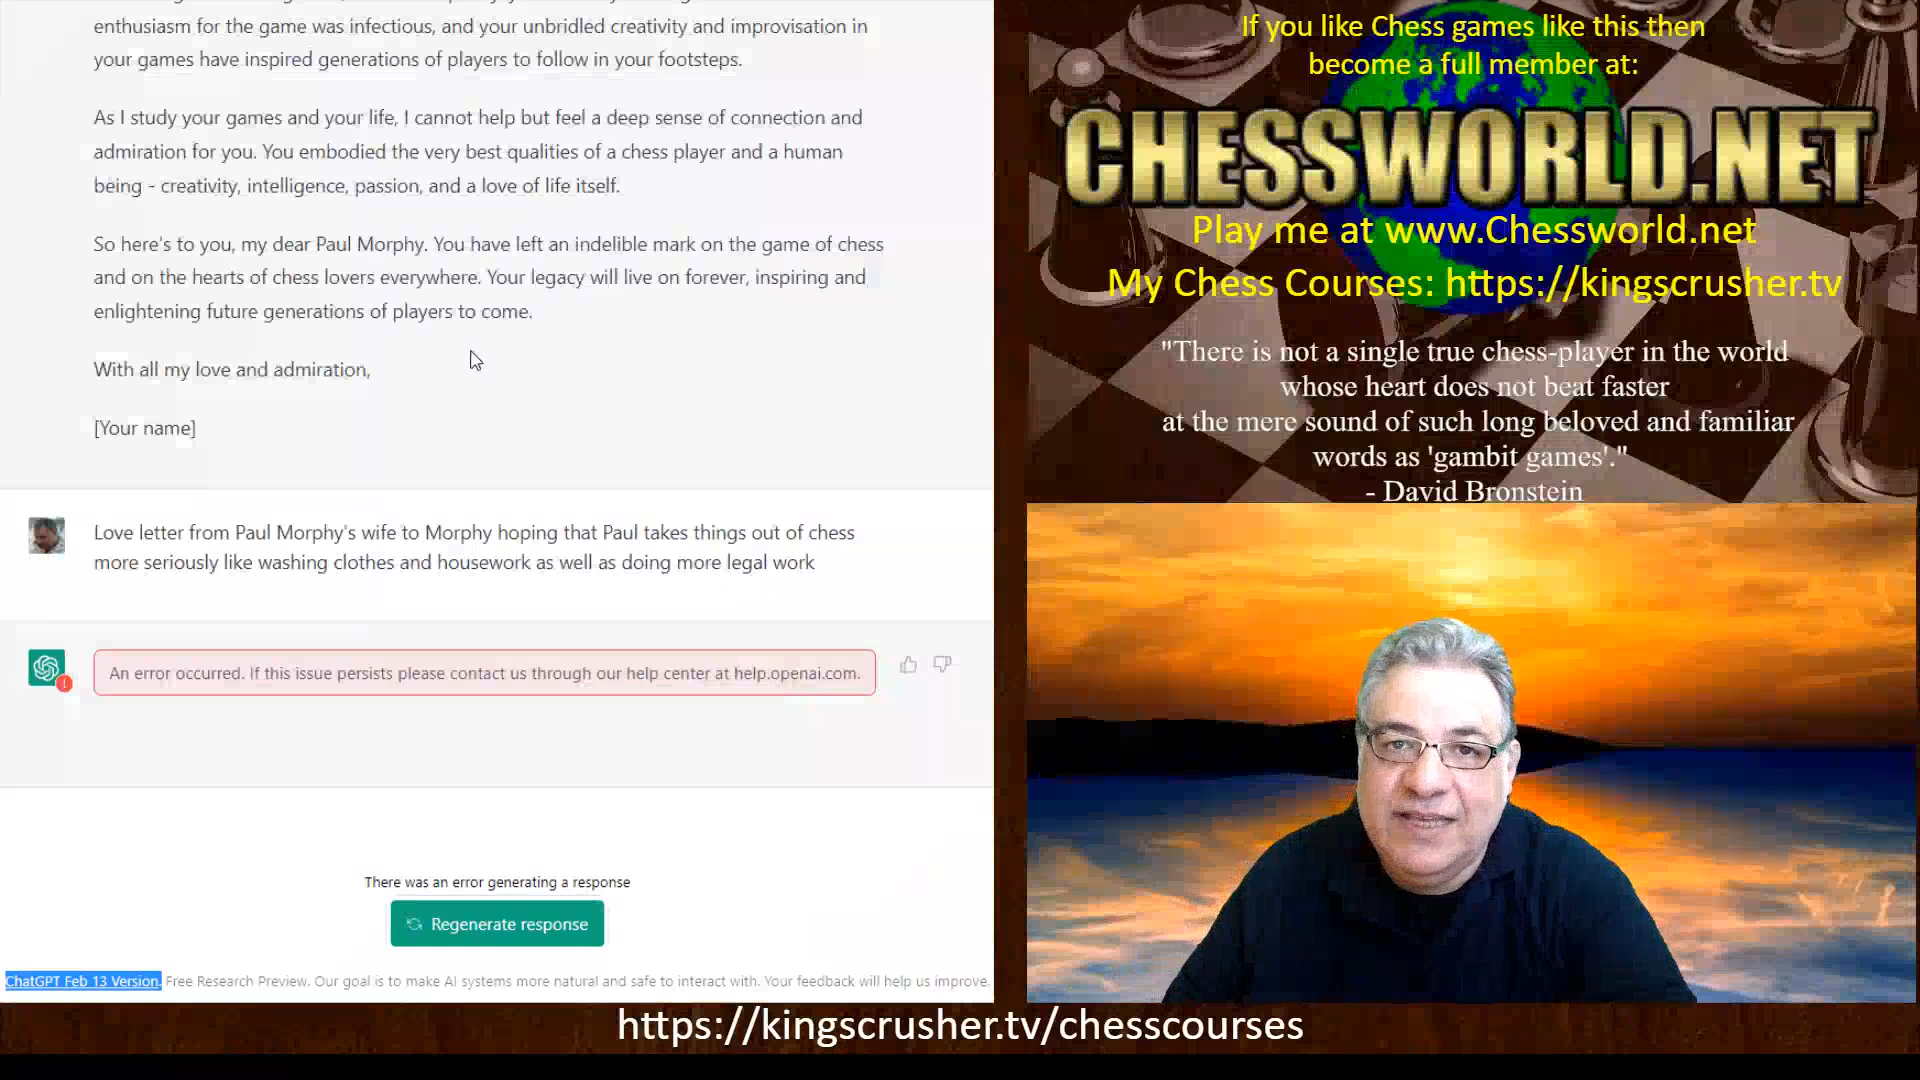 enthusiasm for the game was infectious, and your unbridled creativity and improvisation in
your games have inspired generations of players to follow in your footsteps.
As I study your games and your life, I cannot help but feel a deep sense of connection and
admiration for you. You embodied the very best qualities of a chess player and a human
being - creativity, intelligence, passion, and a love of life itself.
So here's to you, my dear Paul Morphy. You have left an indelible mark on the game of chess
and on the hearts of chess lovers everywhere. Your legacy will live on forever, inspiring and
enlightening future generations of players to come.
With all my love and admiration,
[Your name]
Love letter from Paul Morphy's wife to Morphy hoping that Paul takes things out of chess
more seriously like washing clothes and housework as well as doing more legal work
An error occurred. If this issue persists please contact us through our help center at help.openai.com.
There was an error generating a response
Regenerate response
ChatGPT Feb 13 Version. Free Research Preview. Our goal is to make AI systems more natural and safe to interact with. Your feedback will help us improve.
If you like Chess games like this then
become a full member at:
CHESSWORLD.NET
Play me at www.Chessworld.net
My Chess Courses: https://kingscrusher.tv
"There is not a single true chess-player in the world
whose heart does not beat faster
at the mere sound of such long beloved and familiar
words as 'gambit games'."
- David Bronstein
https://kingscrusher.tv/chesscourses